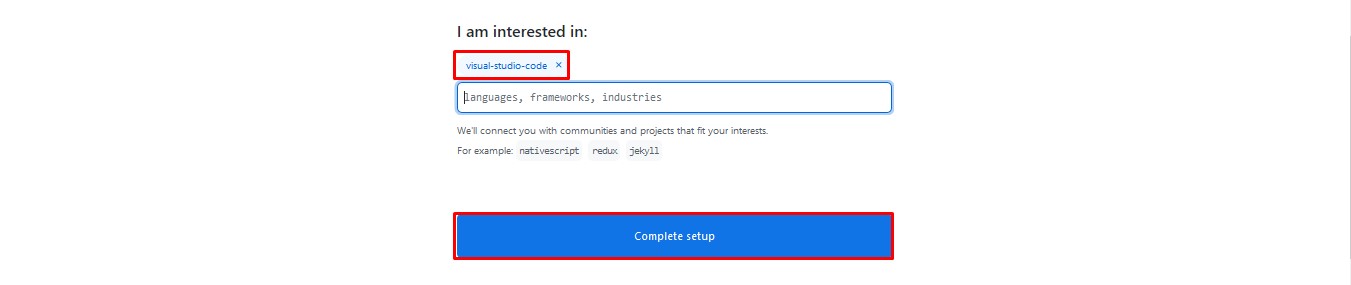 I am interested in:
visual-studio-code ×
languages, frameworks, industries
We'll connect you with communities and projects that fit your interests.
For example: nativescript redux jekyll
Complete setup